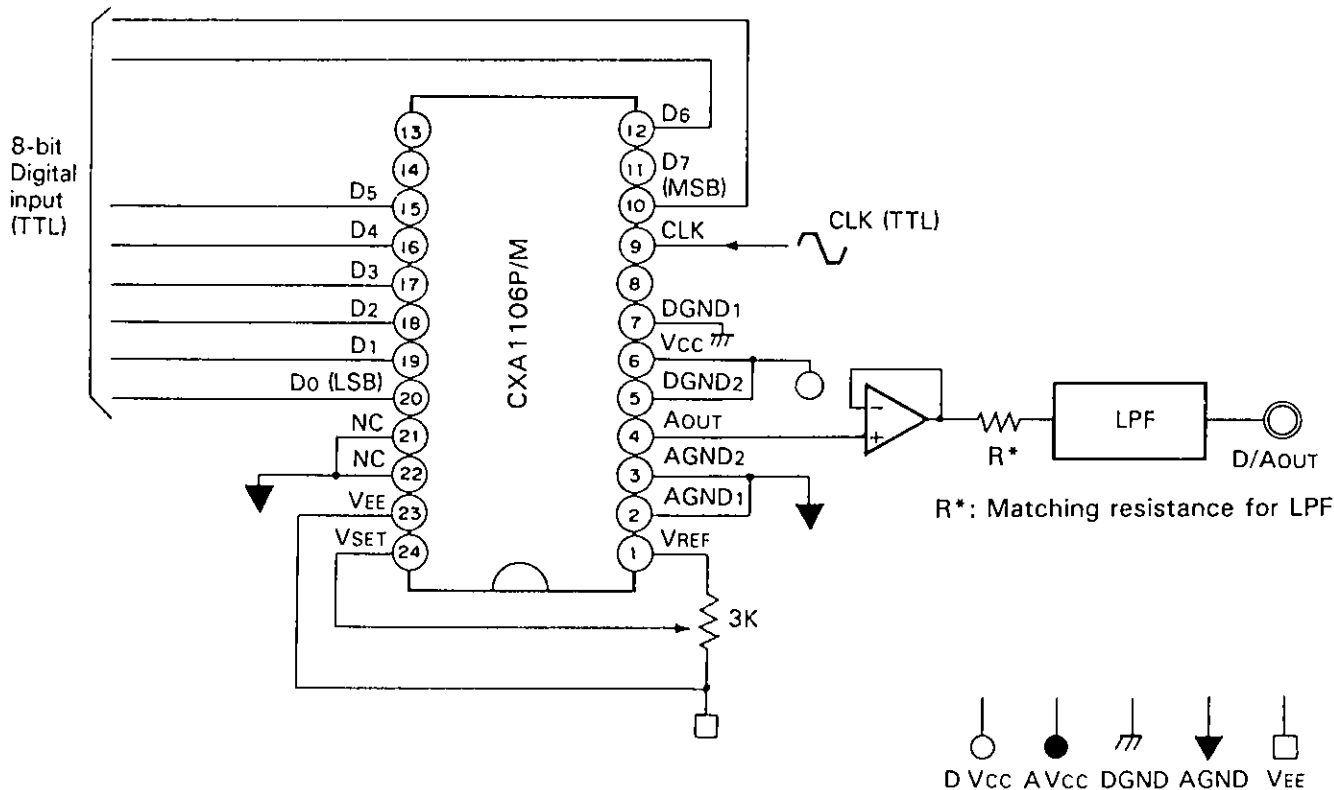 8-bit
Digital
input
(TTL)
D5
D4
D3
D2
D1
D0 (LSB)
NC
NC
VEE
VSET
13
14
15
16
17
18
19
20
21
22
23
24
CXA1106P/M
12
11
10
9
8
7
6
5
4
3
2
1
D6
D7
(MSB)
CLK
DGND1
VCC
DGND2
AOUT
AGND2
AGND1
VREF
CLK (TTL)
3K
−
+
R*
LPF
D/AOUT
R*: Matching resistance for LPF
D VCC A VCC DGND AGND VEE